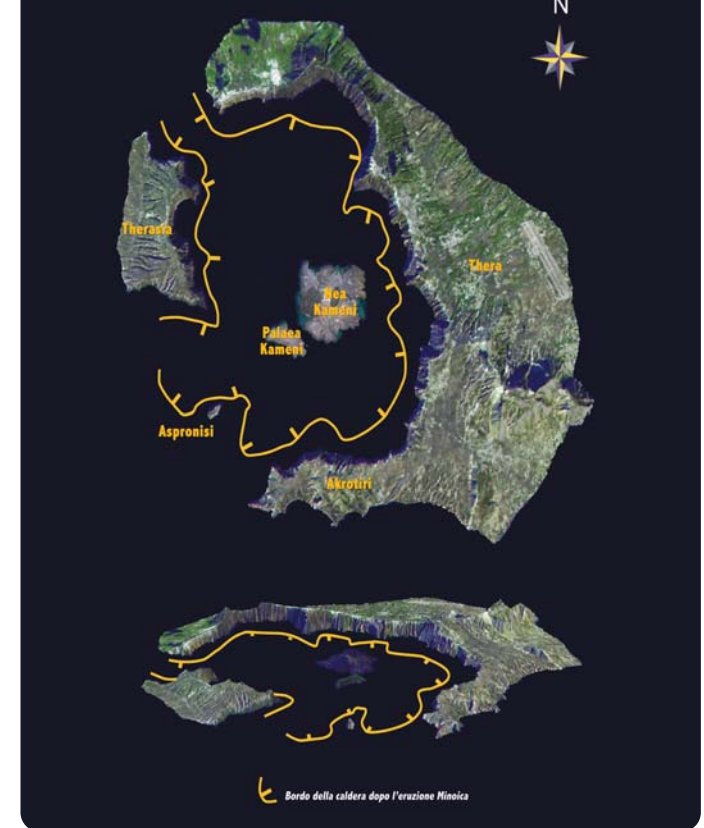 N
Therasia
Thera
Nea
Kameni
Palaea
Kameni
Aspronisi
Akrotiri
Bordo della caldera dopo l'eruzione Minoica